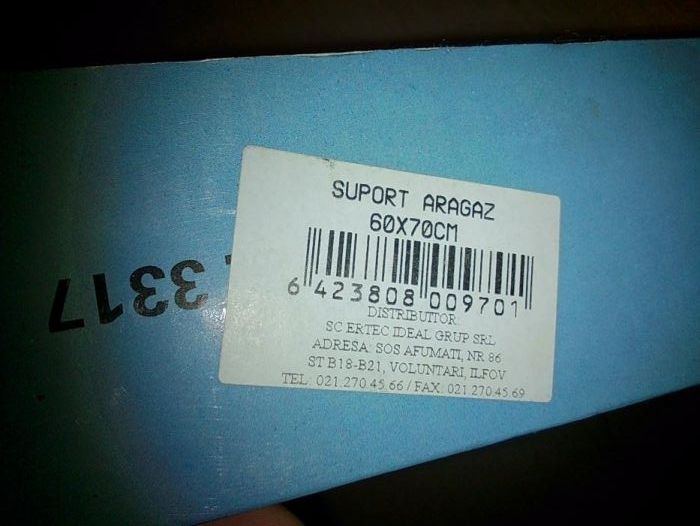 SUPORT ARAGAZ
60X70CM
6 423808 009701
DISTRIBUITOR:
SC ERTEC IDEAL GRUP SRL
ADRESA: SOS AFUMATI, NR 86
ST B18-B21, VOLUNTARI, ILFOV
TEL: 021.270.45.66 / FAX: 021.270.45.69
3317